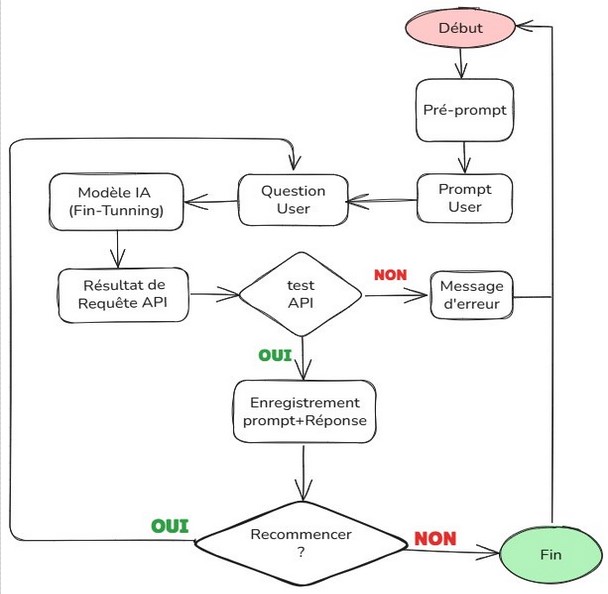 Début
Pré-prompt
Modèle IA
(Fin-Tunning)
Question
User
Prompt
User
Résultat de
Requête API
test
API
NON
Message
d'erreur
OUI
Enregistrement
prompt+Réponse
OUI
Recommencer
?
NON
Fin